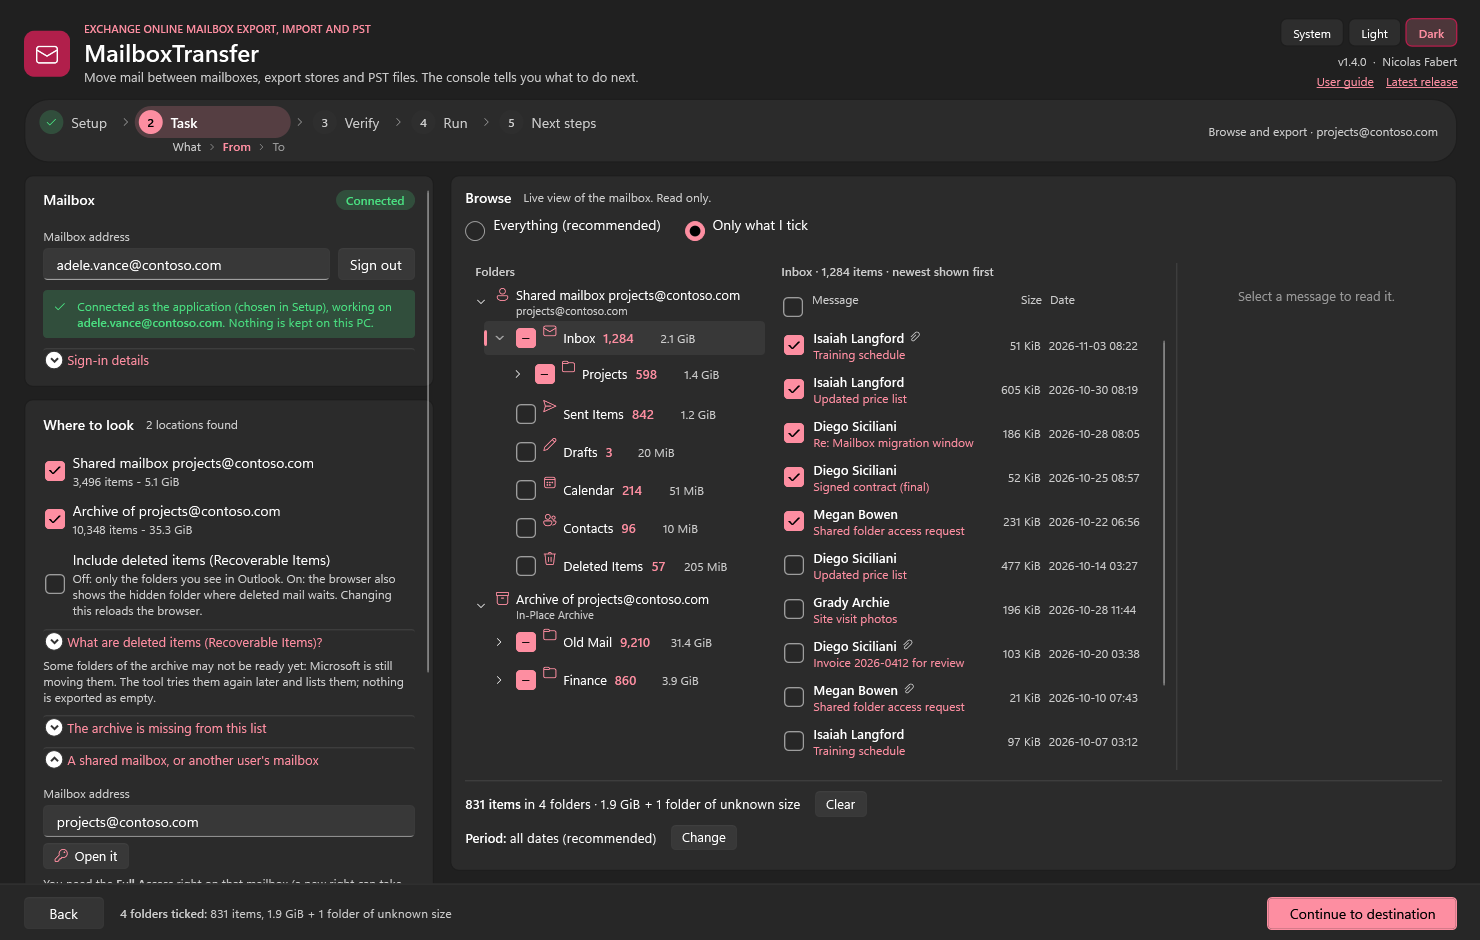 EXCHANGE ONLINE MAILBOX EXPORT, IMPORT AND PST
MailboxTransfer
Move mail between mailboxes, export stores and PST files. The console tells you what to do next.
System Light Dark
v1.4.0 · Nicolas Fabert
User guide Latest release
Setup 2 Task 3 Verify 4 Run 5 Next steps
What From To
Browse and export · projects@contoso.com
Mailbox Connected
Mailbox address
adele.vance@contoso.com Sign out
Connected as the application (chosen in Setup), working on
adele.vance@contoso.com. Nothing is kept on this PC.
Sign-in details
Where to look 2 locations found
Shared mailbox projects@contoso.com
3,496 items - 5.1 GiB
Archive of projects@contoso.com
10,348 items - 35.3 GiB
Include deleted items (Recoverable Items)
Off: only the folders you see in Outlook. On: the browser also
shows the hidden folder where deleted mail waits. Changing
this reloads the browser.
What are deleted items (Recoverable Items)?
Some folders of the archive may not be ready yet: Microsoft is still
moving them. The tool tries them again later and lists them; nothing
is exported as empty.
The archive is missing from this list
A shared mailbox, or another user's mailbox
Mailbox address
projects@contoso.com
Open it
You need the Full Access right on that mailbox (a new right can take
Browse Live view of the mailbox. Read only.
Everything (recommended) Only what I tick
Folders
Shared mailbox projects@contoso.com
projects@contoso.com
Inbox 1,284 2.1 GiB
Projects 598 1.4 GiB
Sent Items 842 1.2 GiB
Drafts 3 20 MiB
Calendar 214 51 MiB
Contacts 96 10 MiB
Deleted Items 57 205 MiB
Archive of projects@contoso.com
In-Place Archive
Old Mail 9,210 31.4 GiB
Finance 860 3.9 GiB
Inbox · 1,284 items · newest shown first
Message Size Date
Isaiah Langford
Training schedule 51 KiB 2026-11-03 08:22
Isaiah Langford
Updated price list 605 KiB 2026-10-30 08:19
Diego Siciliani
Re: Mailbox migration window 186 KiB 2026-10-28 08:05
Diego Siciliani
Signed contract (final) 52 KiB 2026-10-25 08:57
Megan Bowen
Shared folder access request 231 KiB 2026-10-22 06:56
Diego Siciliani
Updated price list 477 KiB 2026-10-14 03:27
Grady Archie
Site visit photos 196 KiB 2026-10-28 11:44
Diego Siciliani
Invoice 2026-0412 for review 103 KiB 2026-10-20 03:38
Megan Bowen
Shared folder access request 21 KiB 2026-10-10 07:43
Isaiah Langford
Training schedule 97 KiB 2026-10-07 03:12
Select a message to read it.
831 items in 4 folders · 1.9 GiB + 1 folder of unknown size Clear
Period: all dates (recommended) Change
Back 4 folders ticked: 831 items, 1.9 GiB + 1 folder of unknown size Continue to destination